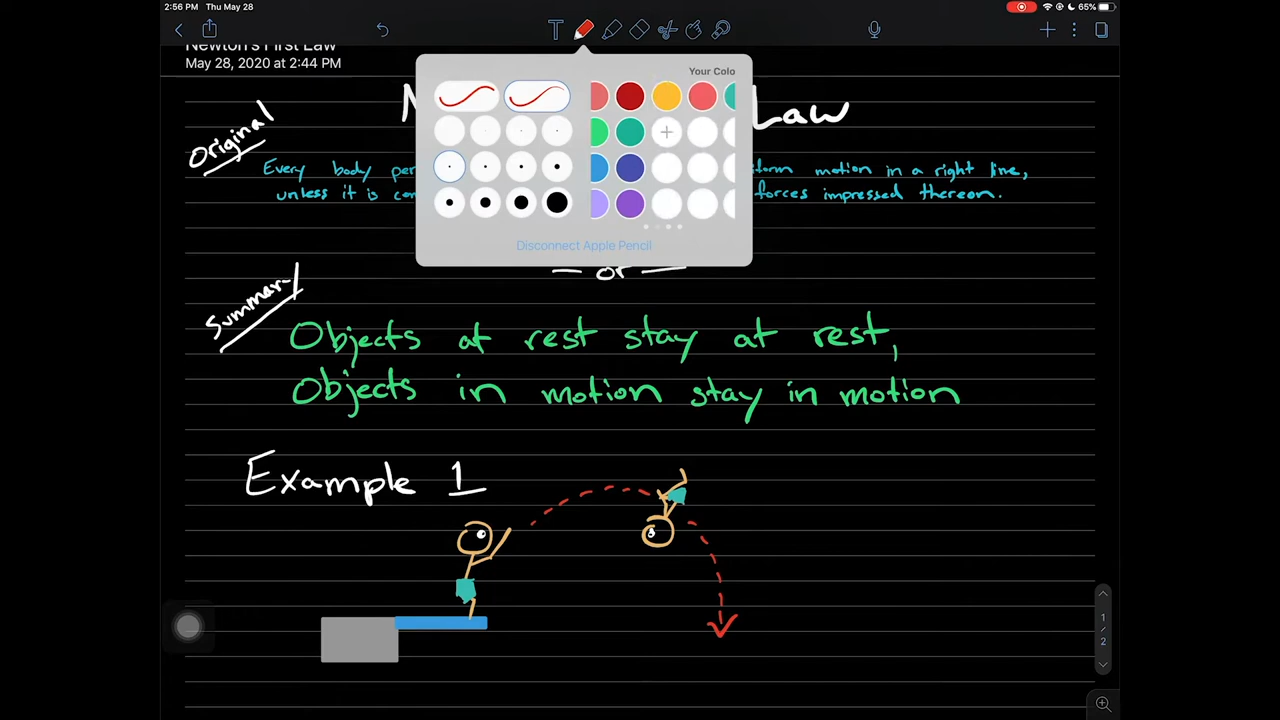 2:56 PM Thu May 28
65%
Newton's First Law
May 28, 2020 at 2:44 PM
Your Colo
Law
Original
Every body per
iform motion in a right line,
unless it is com
forces impressed thereon.
Disconnect Apple Pencil
or
Summary
Objects at rest stay at rest,
Objects in motion stay in motion
Example 1
1
/
2